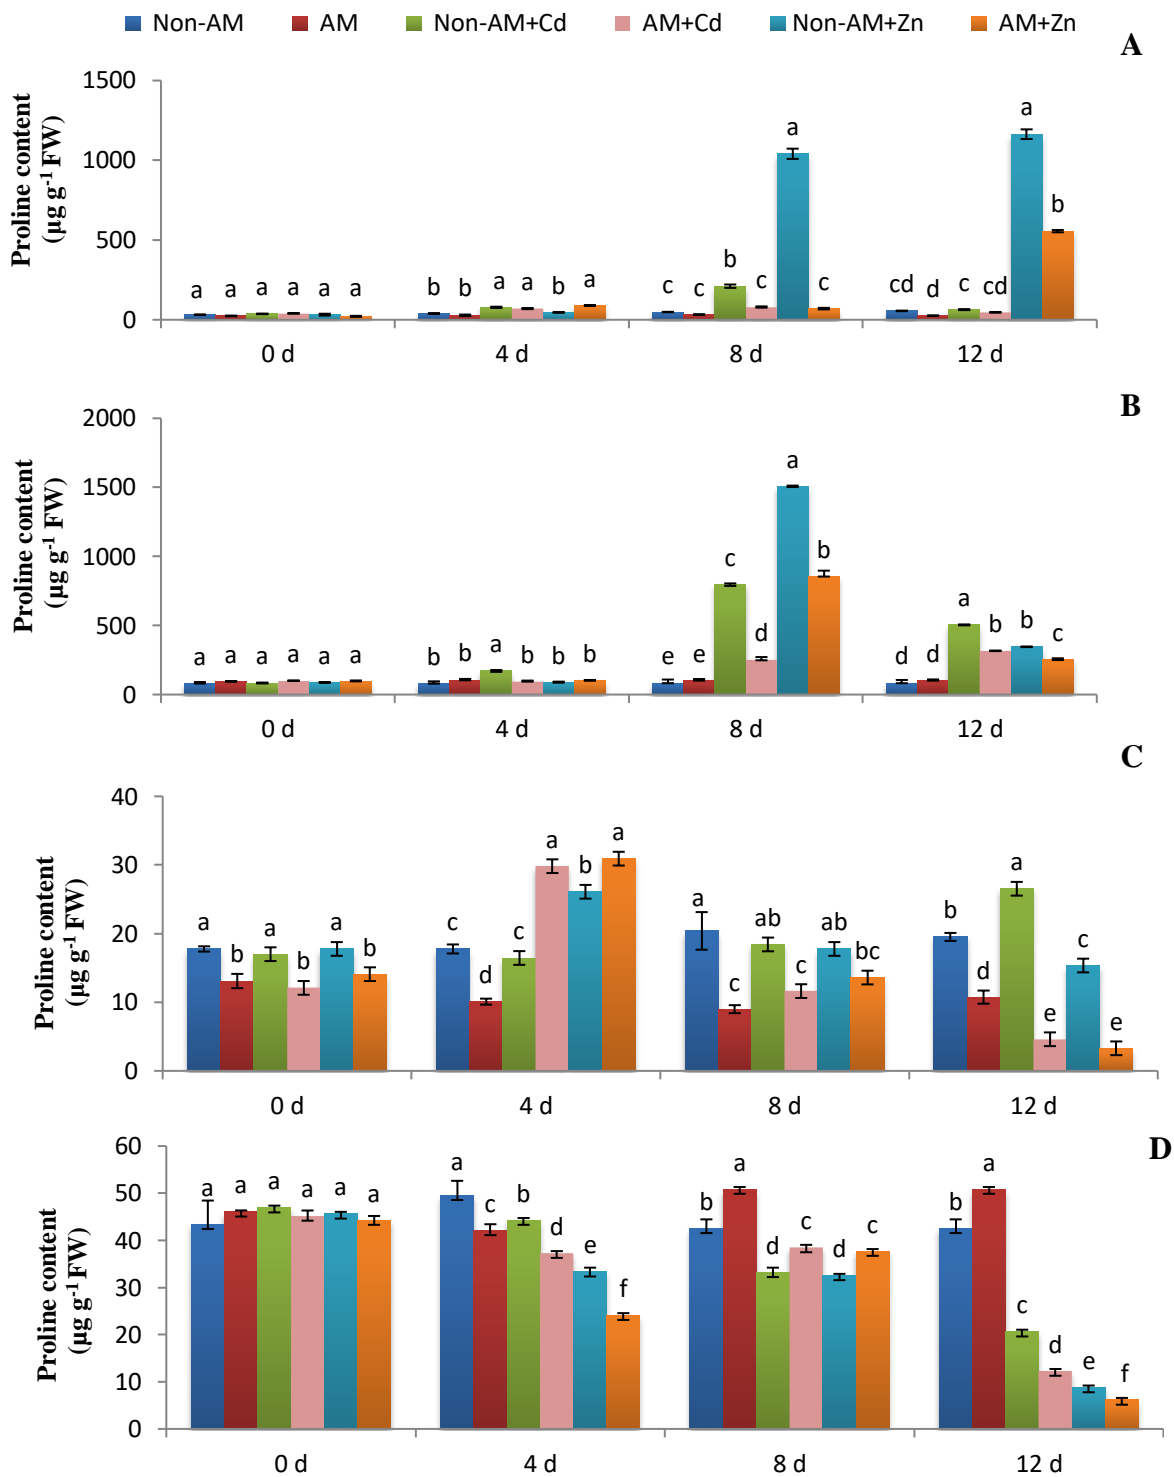 Non-AM AM Non-AM+Cd AM+Cd Non-AM+Zn AM+Zn
A
Proline content
(µg g-1 FW)
1500
1000
500
0
a a a a a a
b b a a b a
c c b c a c
cd d c cd a b
0 d 4 d 8 d 12 d
B
Proline content
(µg g-1 FW)
2000
1500
1000
500
0
a a a a a a
b b a b b b
e e c d a b
d d a b b c
0 d 4 d 8 d 12 d
C
Proline content
(µg g-1 FW)
40
30
20
10
0
a b a b a b
c d c a b a
a c ab c ab bc
b d a e c e
0 d 4 d 8 d 12 d
D
Proline content
(µg g-1 FW)
60
50
40
30
20
10
0
a a a a a a
a c b d e f
b a d c d c
b a c d e f
0 d 4 d 8 d 12 d